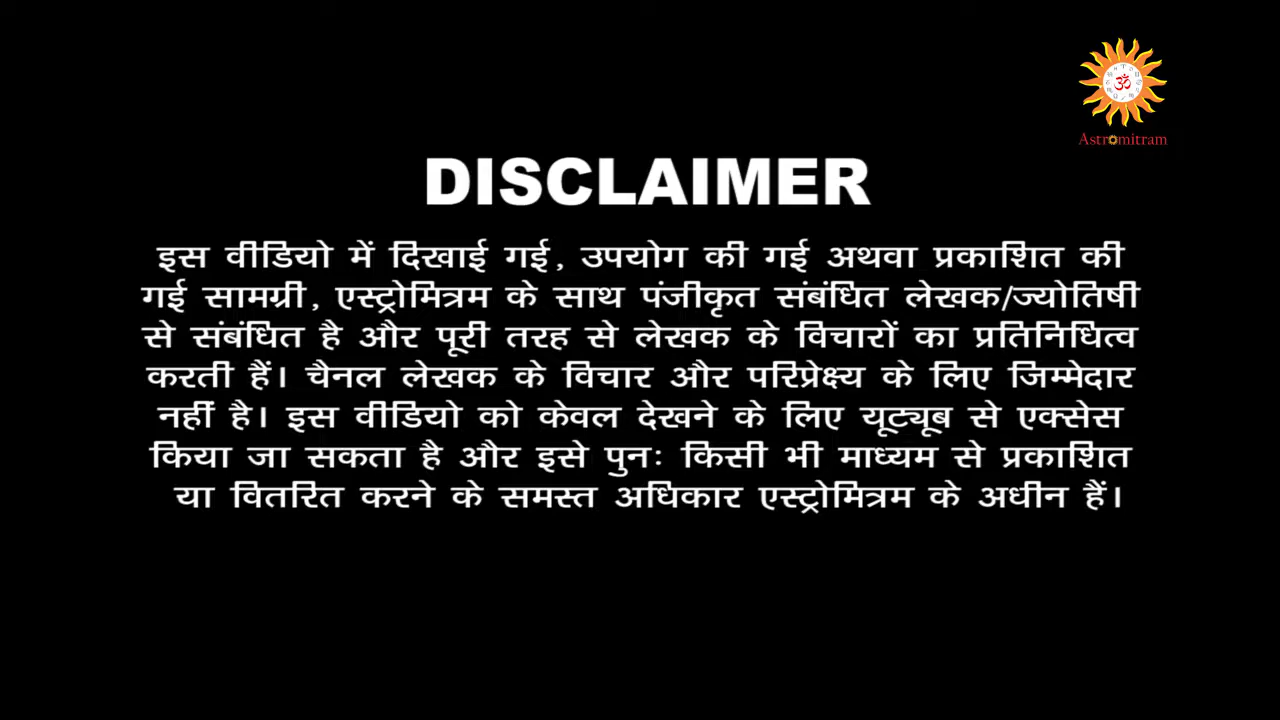 Astromitram
DISCLAIMER
इस वीडियो में दिखाई गई, उपयोग की गई अथवा प्रकाशित की
गई सामग्री, एस्ट्रोमित्रम के साथ पंजीकृत संबंधित लेखक/ज्योतिषी
से संबंधित है और पूरी तरह से लेखक के विचारों का प्रतिनिधित्व
करती हैं। चैनल लेखक के विचार और परिप्रेक्ष्य के लिए जिम्मेदार
नहीं है। इस वीडियो को केवल देखने के लिए यूट्यूब से एक्सेस
किया जा सकता है और इसे पुनः किसी भी माध्यम से प्रकाशित
या वितरित करने के समस्त अधिकार एस्ट्रोमित्रम के अधीन हैं।
ॐ